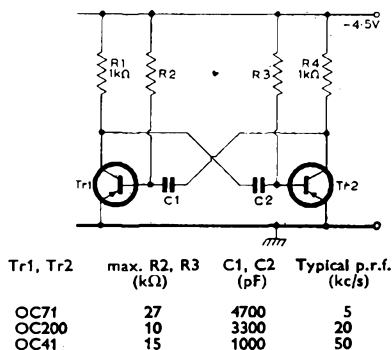 -4·5V
R1
1kΩ
R2
R3
R4
1kΩ
Tr1
C1
C2
Tr2
Tr1, Tr2 max. R2, R3 C1, C2 Typical p.r.f.
(kΩ) (pF) (kc/s)
OC71 27 4700 5
OC200 10 3300 20
OC41 15 1000 50